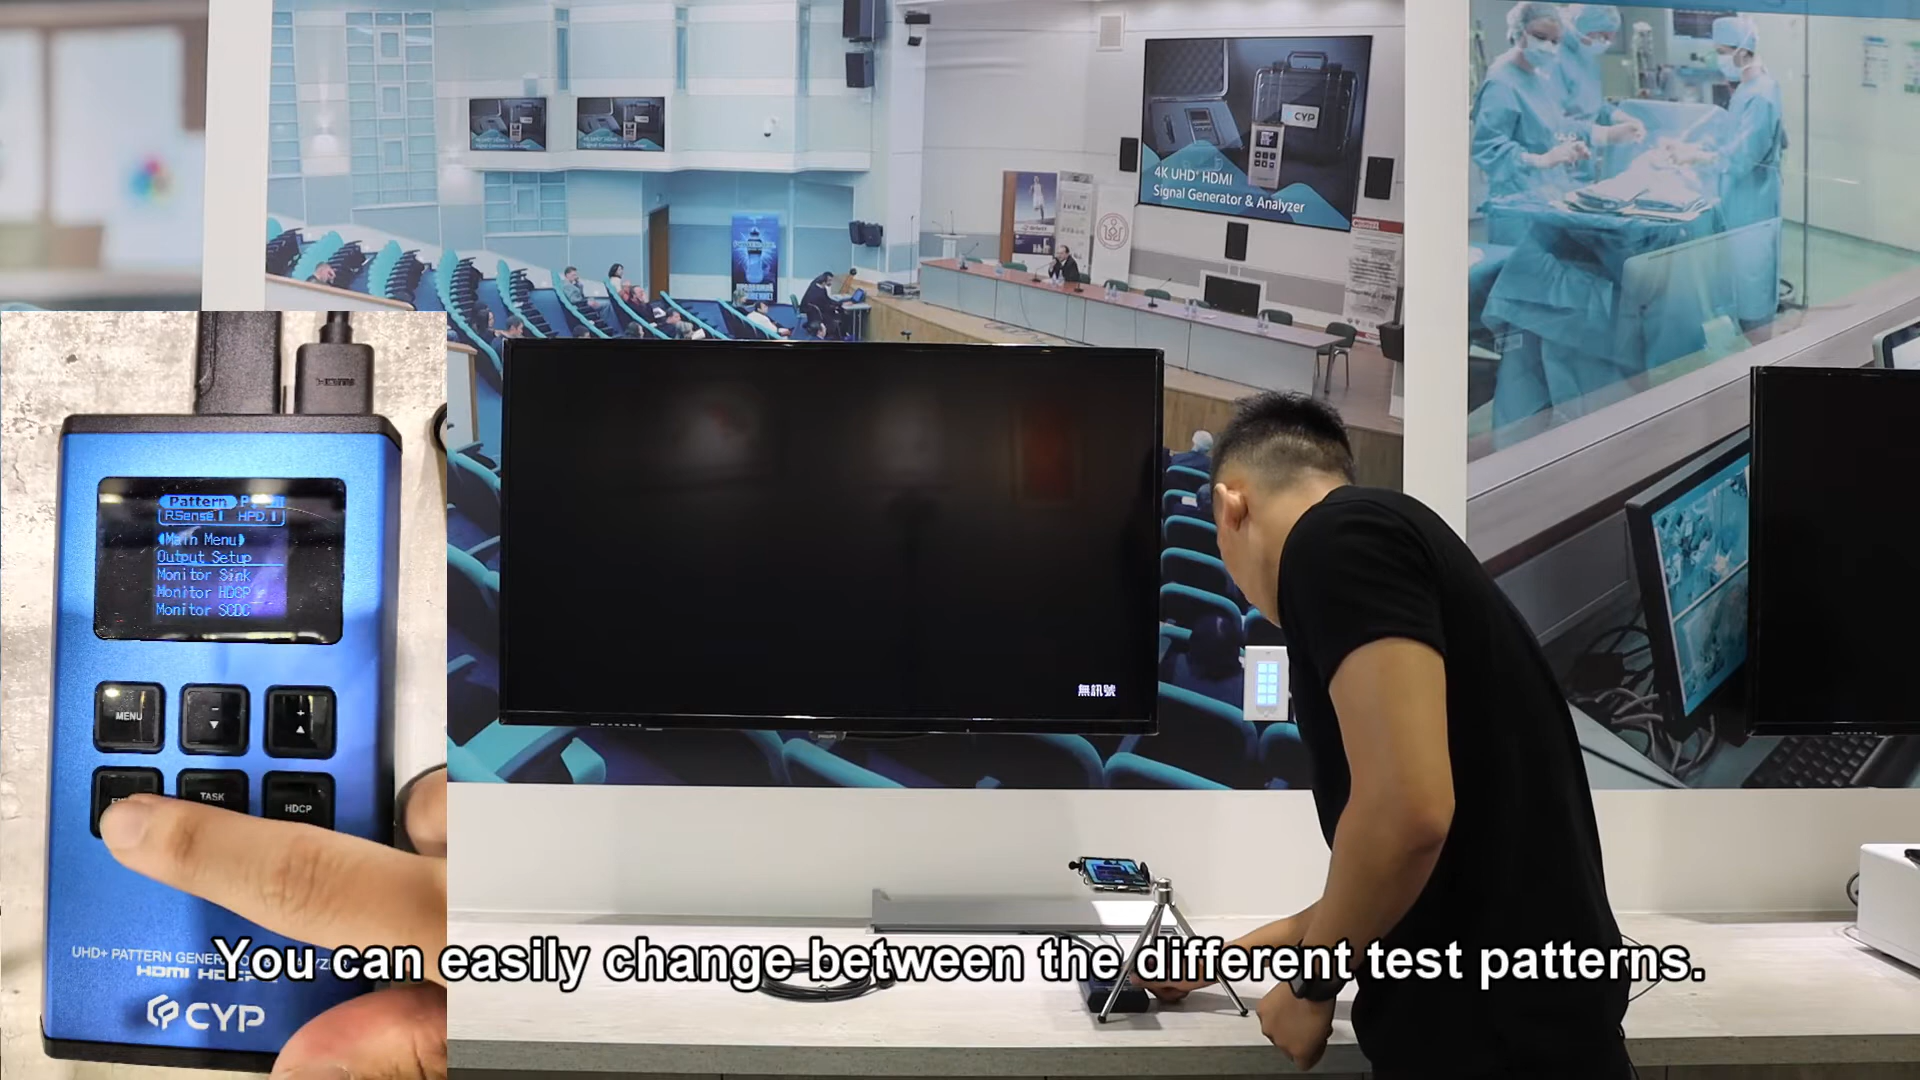 CYP
4K UHD+ HDMI
Signal Generator & Analyzer
Pattern
RSense.1 HPD.1
Main Menu
Output Setup
Monitor Sink
Monitor HDCP
Monitor SCDC
無訊號
MENU
-
+
TASK
HDCP
UHD+ PATTERN
HDMI
CYP
You can easily change between the different test patterns.